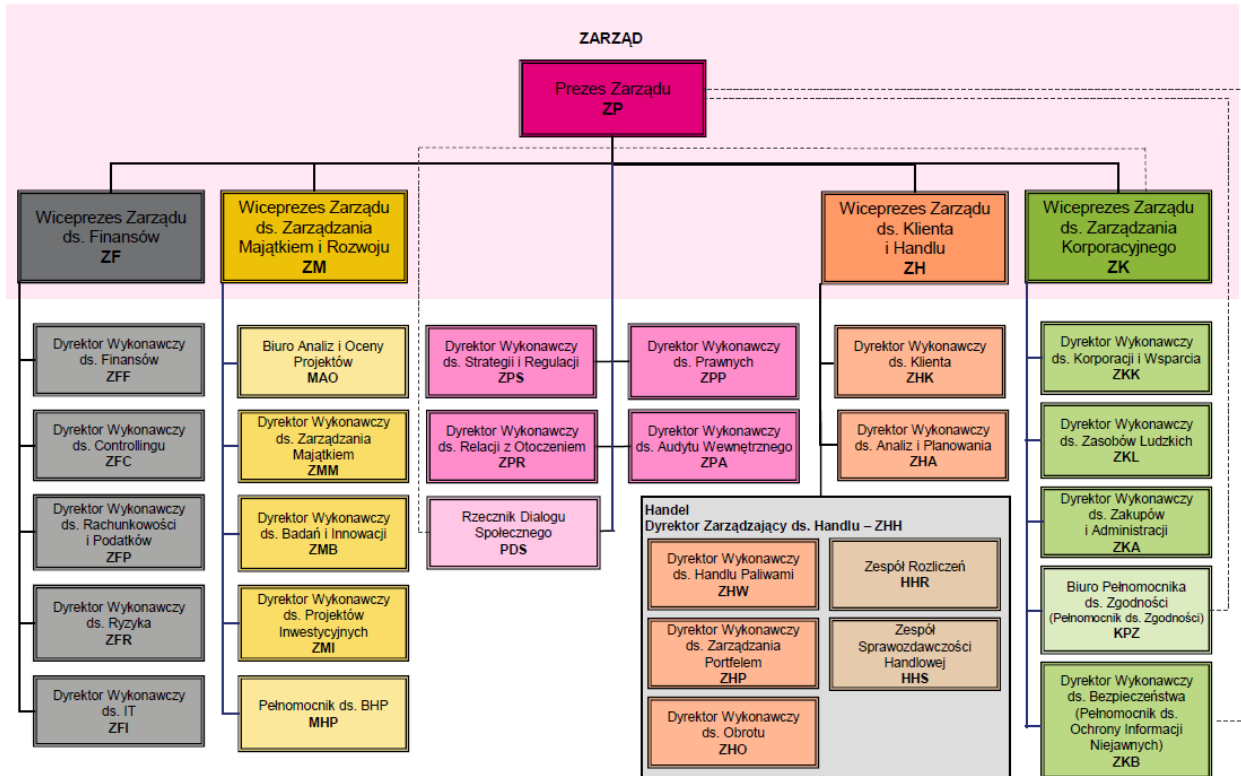 ZARZĄD
Prezes Zarządu
ZP
Wiceprezes Zarządu
ds. Finansów
ZF
Wiceprezes Zarządu
ds. Zarządzania
Majątkiem i Rozwoju
ZM
Wiceprezes Zarządu
ds. Klienta
i Handlu
ZH
Wiceprezes Zarządu
ds. Zarządzania
Korporacyjnego
ZK
Dyrektor Wykonawczy
ds. Finansów
ZFF
Dyrektor Wykonawczy
ds. Controllingu
ZFC
Dyrektor Wykonawczy
ds. Rachunkowości
i Podatków
ZFP
Dyrektor Wykonawczy
ds. Ryzyka
ZFR
Dyrektor Wykonawczy
ds. IT
ZFI
Biuro Analiz i Oceny
Projektów
MAO
Dyrektor Wykonawczy
ds. Zarządzania
Majątkiem
ZMM
Dyrektor Wykonawczy
ds. Badań i Innowacji
ZMB
Dyrektor Wykonawczy
ds. Projektów
Inwestycyjnych
ZMI
Pełnomocnik ds. BHP
MHP
Dyrektor Wykonawczy
ds. Strategii i Regulacji
ZPS
Dyrektor Wykonawczy
ds. Prawnych
ZPP
Dyrektor Wykonawczy
ds. Relacji z Otoczeniem
ZPR
Dyrektor Wykonawczy
ds. Audytu Wewnętrznego
ZPA
Rzecznik Dialogu
Społecznego
PDS
Dyrektor Wykonawczy
ds. Klienta
ZHK
Dyrektor Wykonawczy
ds. Analiz i Planowania
ZHA
Handel
Dyrektor Zarządzający ds. Handlu – ZHH
Dyrektor Wykonawczy
ds. Handlu Paliwami
ZHW
Dyrektor Wykonawczy
ds. Zarządzania
Portfelem
ZHP
Dyrektor Wykonawczy
ds. Obrotu
ZHO
Zespół Rozliczeń
HHR
Zespół
Sprawozdawczości
Handlowej
HHS
Dyrektor Wykonawczy
ds. Korporacji i Wsparcia
ZKK
Dyrektor Wykonawczy
ds. Zasobów Ludzkich
ZKL
Dyrektor Wykonawczy
ds. Zakupów
i Administracji
ZKA
Biuro Pełnomocnika
ds. Zgodności
(Pełnomocnik ds. Zgodności)
KPZ
Dyrektor Wykonawczy
ds. Bezpieczeństwa
(Pełnomocnik ds.
Ochrony Informacji
Niejawnych)
ZKB